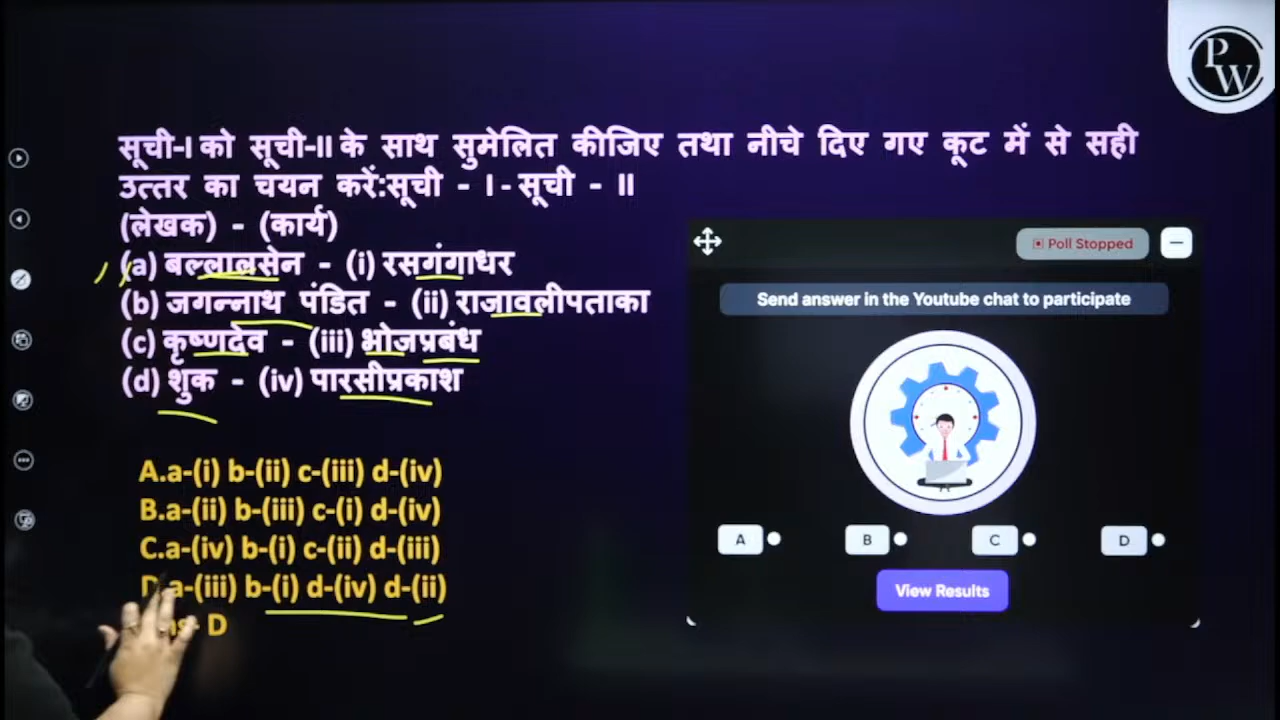 PW
सूची-I को सूची-II के साथ सुमेलित कीजिए तथा नीचे दिए गए कूट में से सही
उत्तर का चयन करें:सूची - I - सूची - II
(लेखक) - (कार्य)
(a) बल्लालसेन - (i) रसगंगाधर
(b) जगन्नाथ पंडित - (ii) राजावलीपताका
(c) कृष्णदेव - (iii) भोजप्रबंध
(d) शुक - (iv) पारसीप्रकाश
A.a-(i) b-(ii) c-(iii) d-(iv)
B.a-(ii) b-(iii) c-(i) d-(iv)
C.a-(iv) b-(i) c-(ii) d-(iii)
D.a-(iii) b-(i) d-(iv) d-(ii)
D
Poll Stopped
Send answer in the Youtube chat to participate
A B C D
View Results